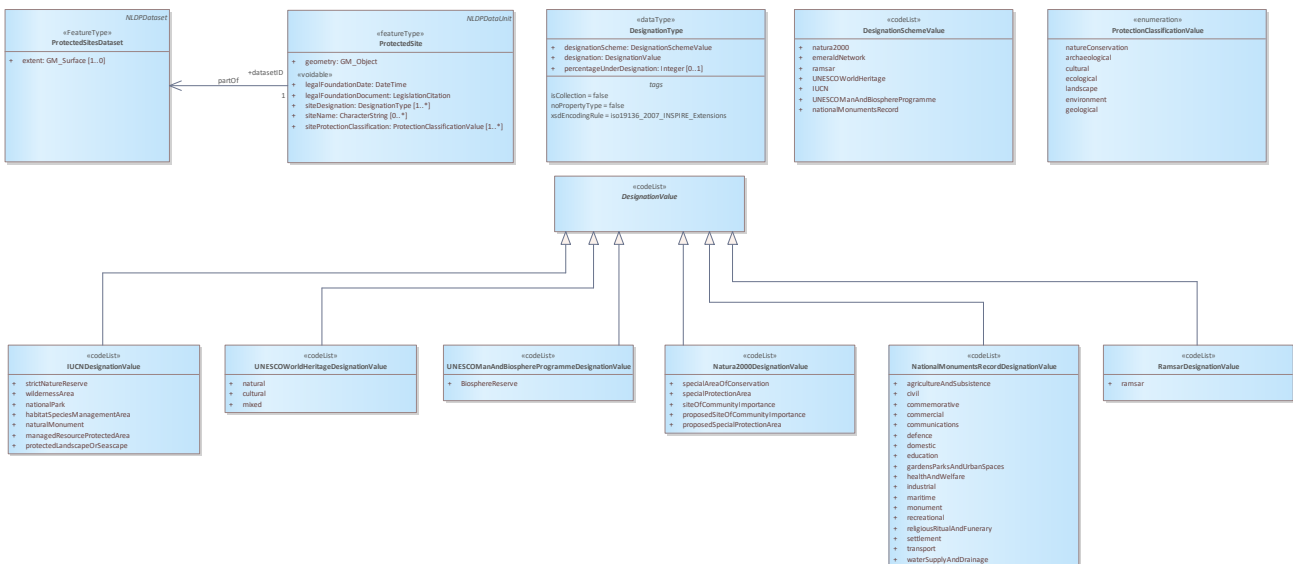 NLDPDataset
«FeatureType»
ProtectedSitesDataset
+ extent: GM_Surface [1..0]
partOf
+datasetID
1
NLDPDataUnit
«featureType»
ProtectedSite
+ geometry: GM_Object
«voidable»
+ legalFoundationDate: DateTime
+ legalFoundationDocument: LegislationCitation
+ siteDesignation: DesignationType [1..*]
+ siteName: CharacterString [0..*]
+ siteProtectionClassification: ProtectionClassificationValue [1..*]
«dataType»
DesignationType
+ designationScheme: DesignationSchemeValue
+ designation: DesignationValue
+ percentageUnderDesignation: Integer [0..1]
tags
isCollection = false
noPropertyType = false
xsdEncodingRule = iso19136_2007_INSPIRE_Extensions
«codeList»
DesignationSchemeValue
+ natura2000
+ emeraldNetwork
+ ramsar
+ UNESCOWorldHeritage
+ IUCN
+ UNESCOManAndBiosphereProgramme
+ nationalMonumentsRecord
«enumeration»
ProtectionClassificationValue
natureConservation
archaeological
cultural
ecological
landscape
environment
geological
«codeList»
DesignationValue
«codeList»
IUCNDesignationValue
+ strictNatureReserve
+ wildernessArea
+ nationalPark
+ habitatSpeciesManagementArea
+ naturalMonument
+ managedResourceProtectedArea
+ protectedLandscapeOrSeascape
«codeList»
UNESCOWorldHeritageDesignationValue
+ natural
+ cultural
+ mixed
«codeList»
UNESCOManAndBiosphereProgrammeDesignationValue
+ BiosphereReserve
«codeList»
Natura2000DesignationValue
+ specialAreaOfConservation
+ specialProtectionArea
+ siteOfCommunityImportance
+ proposedSiteOfCommunityImportance
+ proposedSpecialProtectionArea
«codeList»
NationalMonumentsRecordDesignationValue
+ agricultureAndSubsistence
+ civil
+ commemorative
+ commercial
+ communications
+ defence
+ domestic
+ education
+ gardensParksAndUrbanSpaces
+ healthAndWelfare
+ industrial
+ maritime
+ monument
+ recreational
+ religiousRitualAndFunerary
+ settlement
+ transport
+ waterSupplyAndDrainage
«codeList»
RamsarDesignationValue
+ ramsar